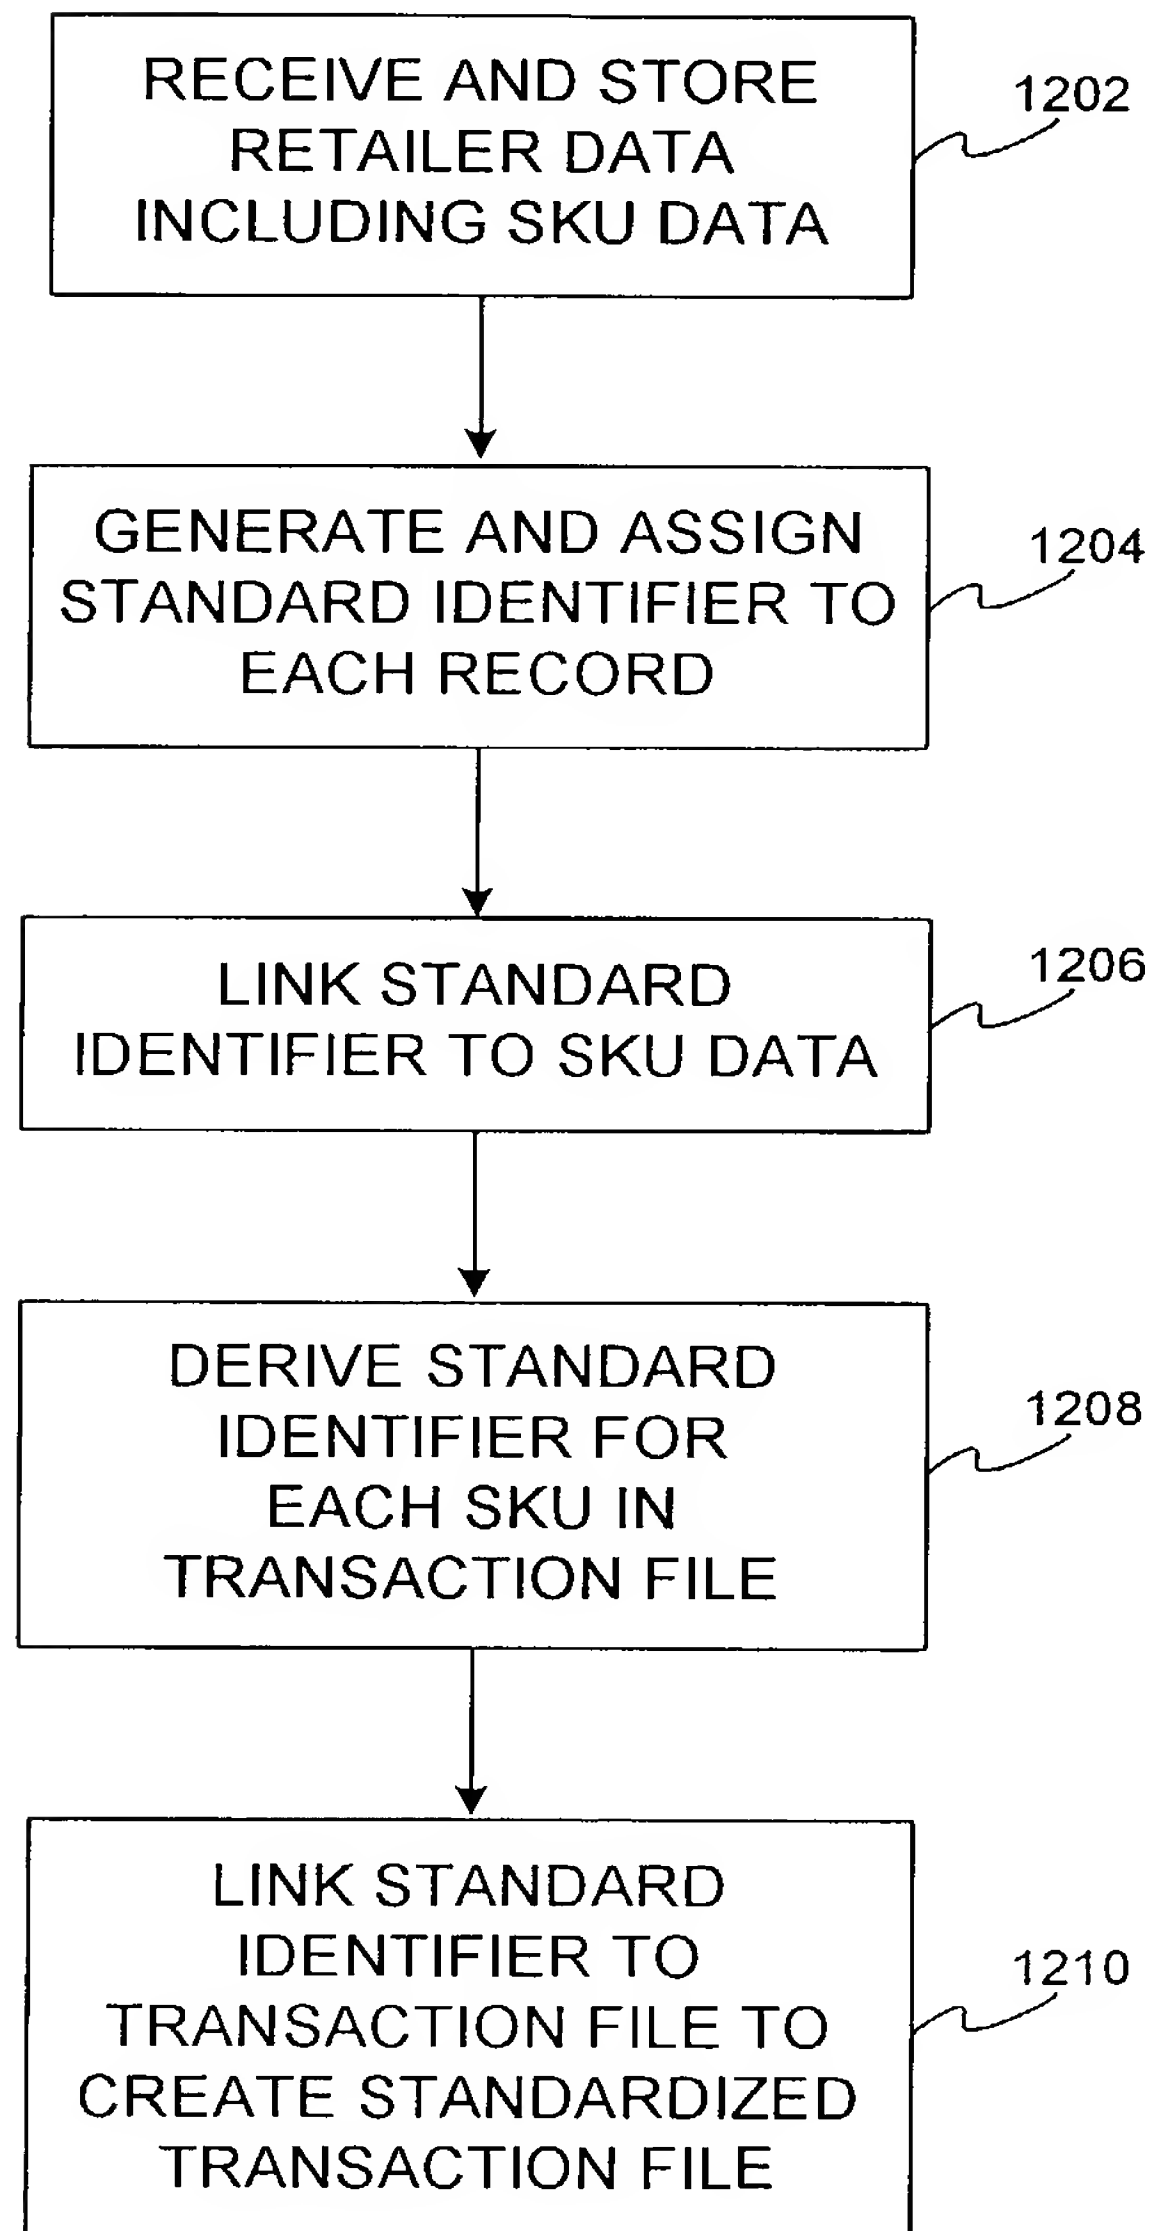 RECEIVE AND STORE
RETAILER DATA
INCLUDING SKU DATA
1202
GENERATE AND ASSIGN
STANDARD IDENTIFIER TO
EACH RECORD
1204
LINK STANDARD
IDENTIFIER TO SKU DATA
1206
DERIVE STANDARD
IDENTIFIER FOR
EACH SKU IN
TRANSACTION FILE
1208
LINK STANDARD
IDENTIFIER TO
TRANSACTION FILE TO
CREATE STANDARDIZED
TRANSACTION FILE
1210